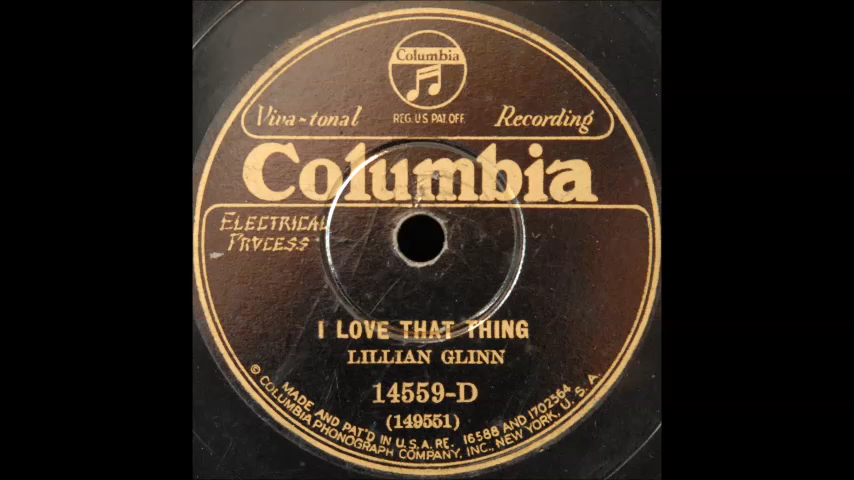 Columbia
Viva-tonal REG. U.S. PAT. OFF. Recording
Columbia
ELECTRICAL
PROCESS
I LOVE THAT THING
LILLIAN GLINN
14559-D
(149551)
MADE AND PAT'D IN U.S.A. RE. 16588 AND 1702564
© COLUMBIA PHONOGRAPH COMPANY, INC., NEW YORK, U.S.A.